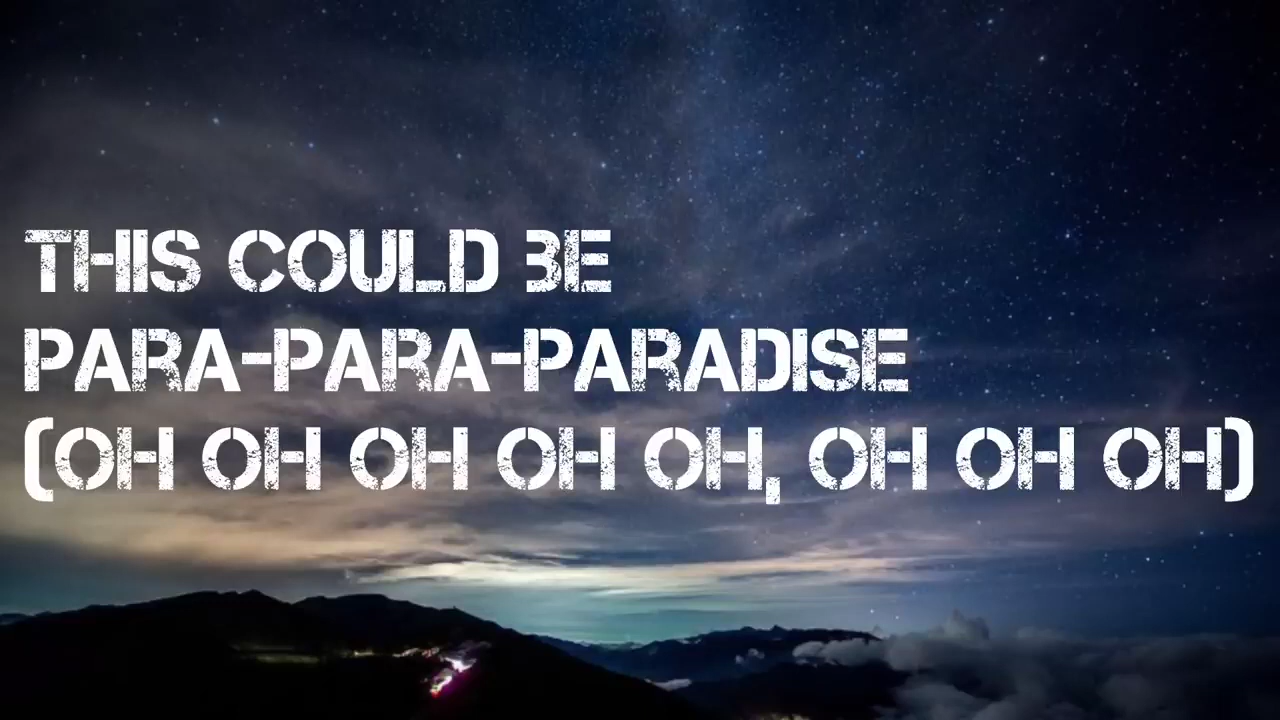 THIS COULD BE
PARA-PARA-PARADISE
(OH OH OH OH OH, OH OH OH)